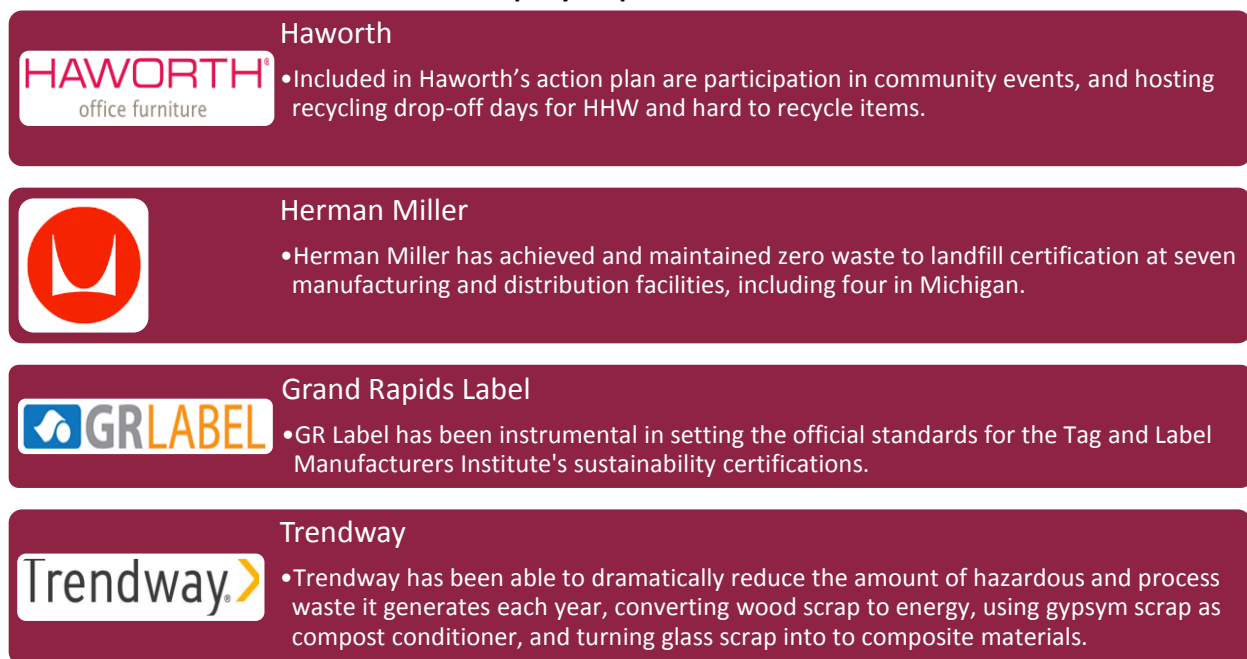 Haworth
HAWORTH®
office furniture
•Included in Haworth's action plan are participation in community events, and hosting
recycling drop-off days for HHW and hard to recycle items.
Herman Miller
•Herman Miller has achieved and maintained zero waste to landfill certification at seven
manufacturing and distribution facilities, including four in Michigan.
Grand Rapids Label
GRLABEL
•GR Label has been instrumental in setting the official standards for the Tag and Label
Manufacturers Institute's sustainability certifications.
Trendway
Trendway®
•Trendway has been able to dramatically reduce the amount of hazardous and process
waste it generates each year, converting wood scrap to energy, using gypsym scrap as
compost conditioner, and turning glass scrap into to composite materials.